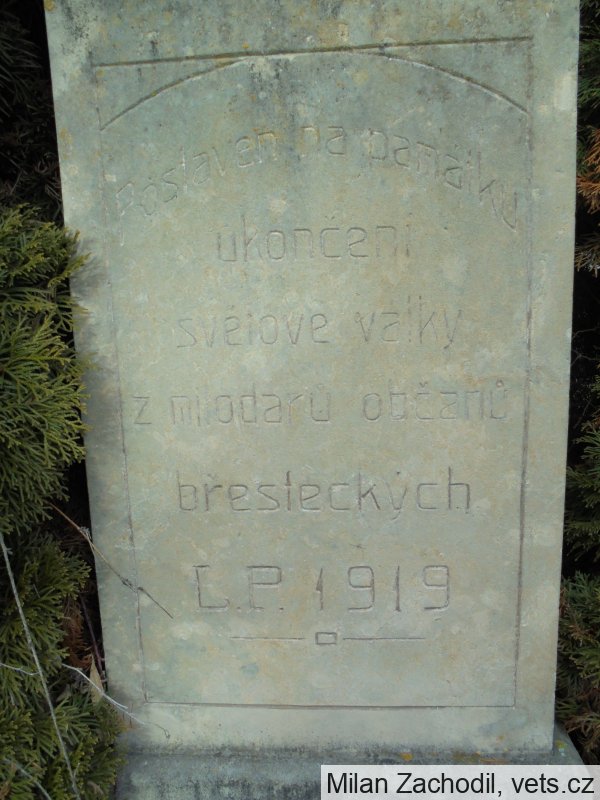 Postaven na památku
ukončení
světové války
z milodarů občanů
břesteckých
L.P. 1919
Milan Zachodil, vets.cz